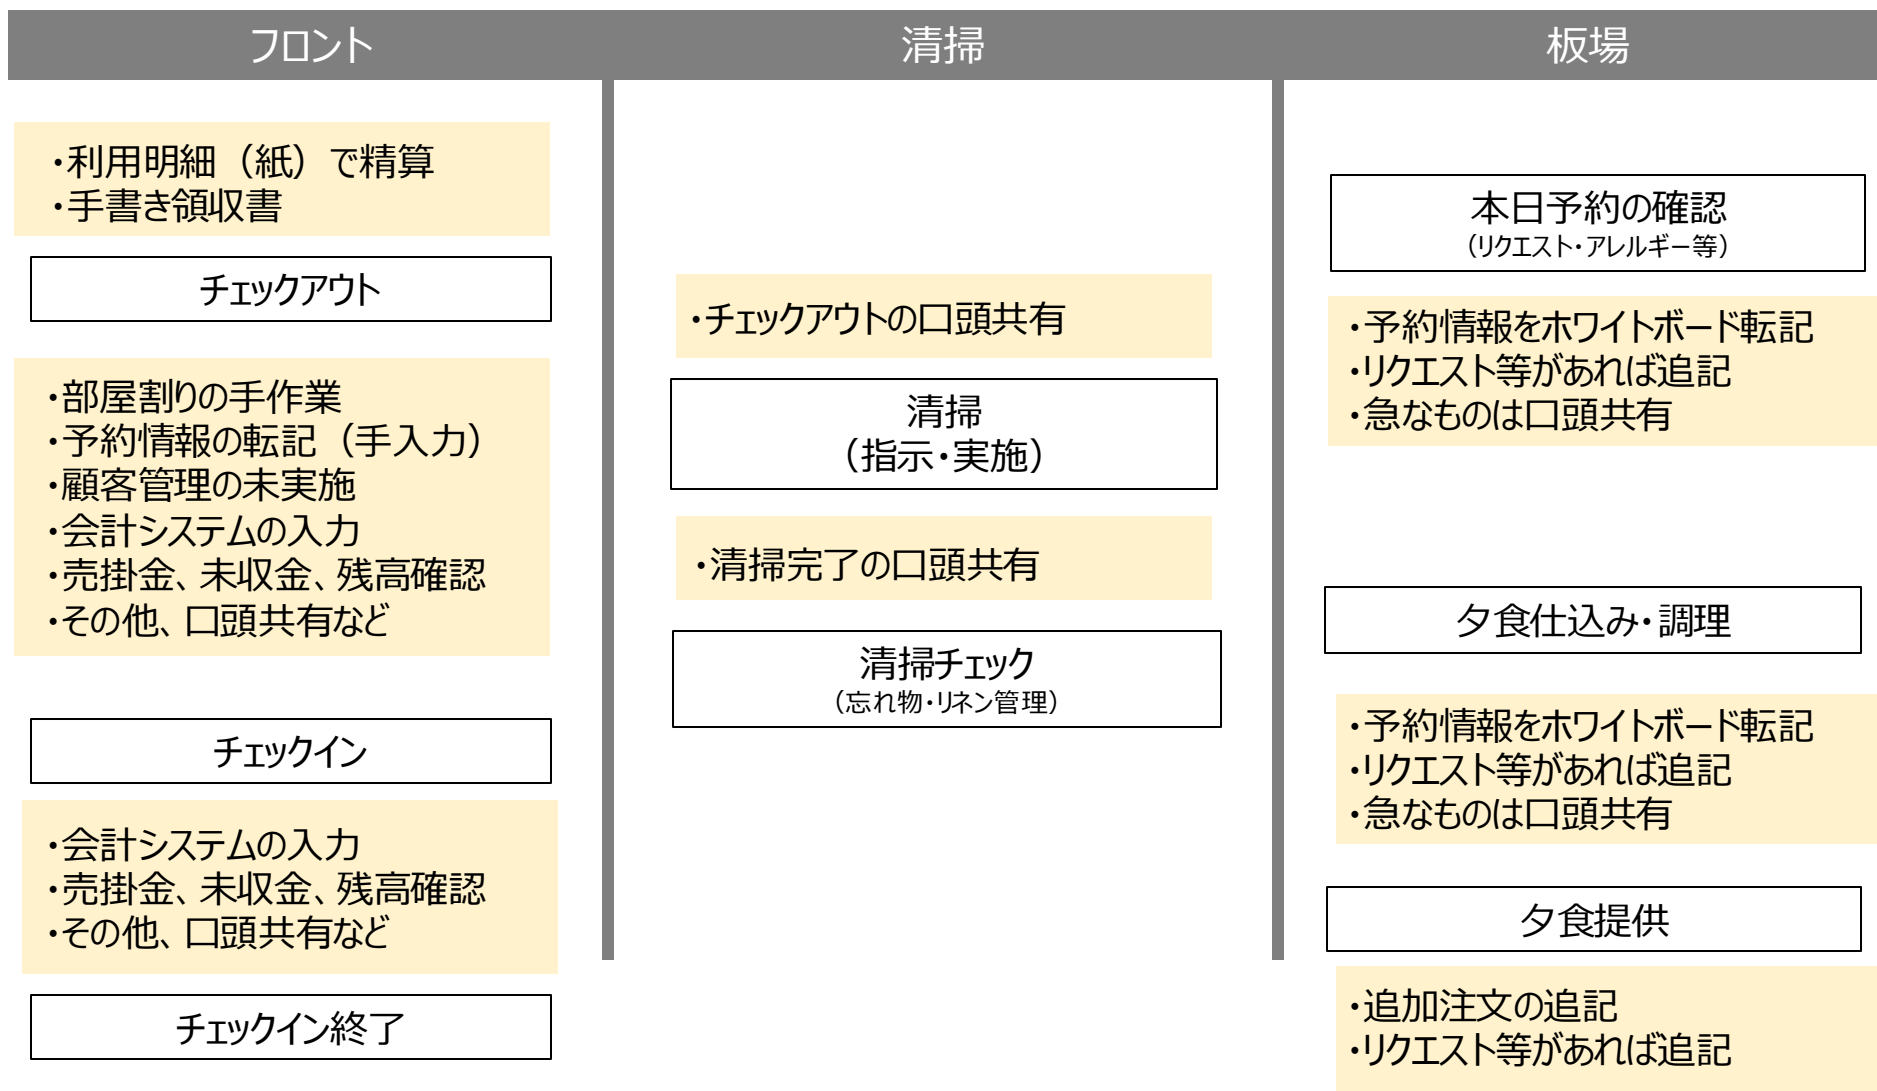 フロント
清掃
板場
・利用明細（紙）で精算
・手書き領収書
チェックアウト
・部屋割りの手作業
・予約情報の転記（手入力）
・顧客管理の未実施
・会計システムの入力
・売掛金、未収金、残高確認
・その他、口頭共有など
チェックイン
・会計システムの入力
・売掛金、未収金、残高確認
・その他、口頭共有など
チェックイン終了
・チェックアウトの口頭共有
清掃
（指示・実施）
・清掃完了の口頭共有
清掃チェック
（忘れ物・リネン管理）
本日予約の確認
（リクエスト・アレルギー等）
・予約情報をホワイトボード転記
・リクエスト等があれば追記
・急なものは口頭共有
夕食仕込み・調理
・予約情報をホワイトボード転記
・リクエスト等があれば追記
・急なものは口頭共有
夕食提供
・追加注文の追記
・リクエスト等があれば追記